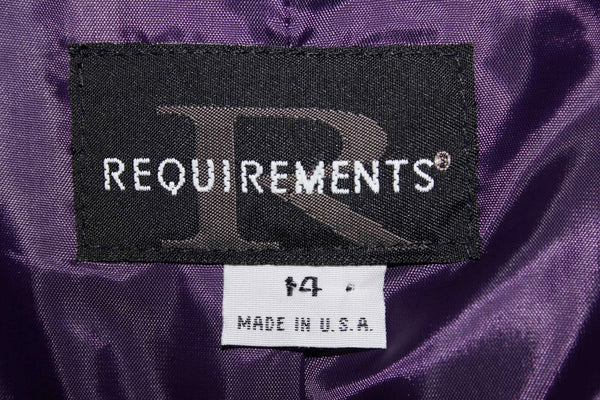 R
REQUIREMENTS®
14
MADE IN U.S.A.